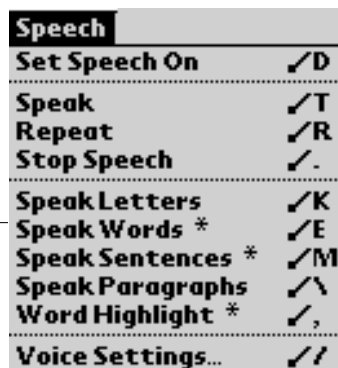 Speech
Set Speech On ✓D
Speak ✓T
Repeat ✓R
Stop Speech ✓.
Speak Letters ✓K
Speak Words * ✓E
Speak Sentences * ✓M
Speak Paragraphs ✓\
Word Highlight * ✓,
Voice Settings... ✓/